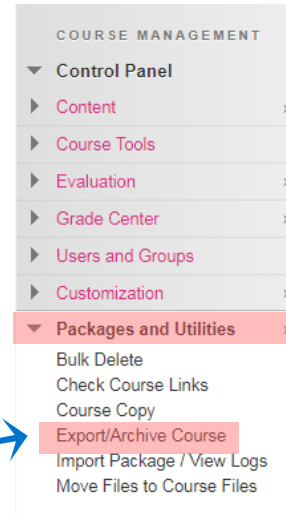 COURSE MANAGEMENT
Control Panel
Content
Course Tools
Evaluation
Grade Center
Users and Groups
Customization
Packages and Utilities
Bulk Delete
Check Course Links
Course Copy
Export/Archive Course
Import Package / View Logs
Move Files to Course Files